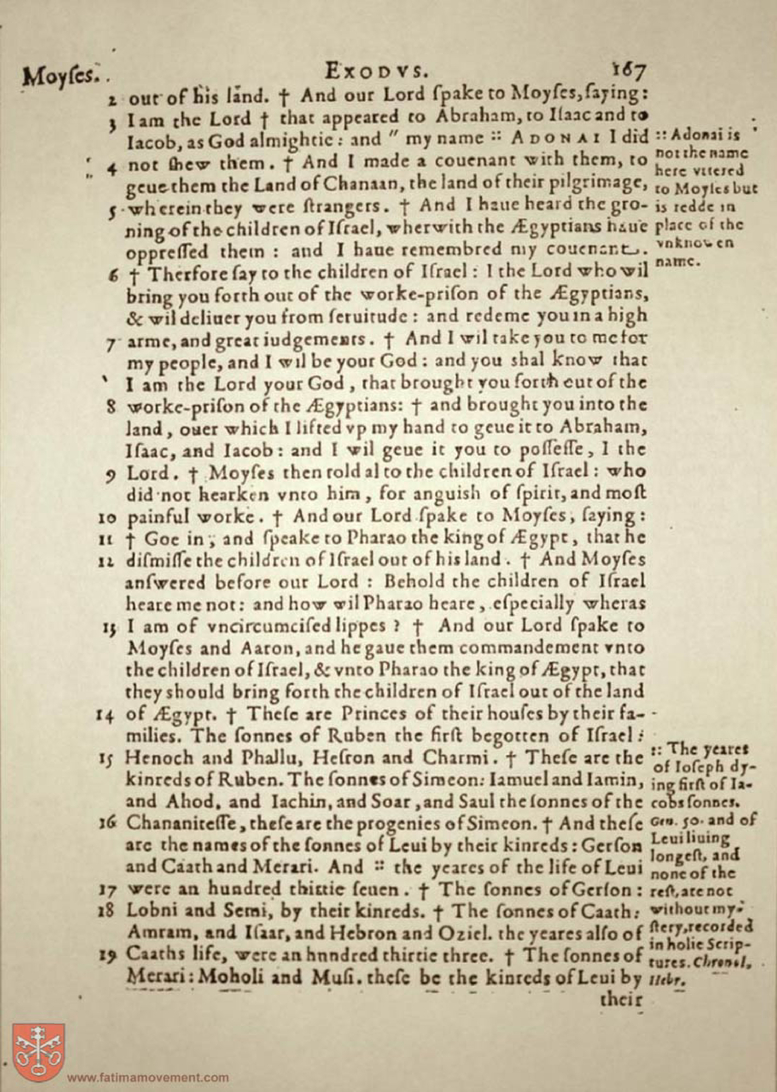 Moyſes.
EXODVS.
167
2 out of his lãnd. † And our Lord ſpake to Moyſes, ſaying:
3 I am the Lord † that appeared to Abraham, to Iſaac and to
Iacob, as God almightie: and " my name :: ADONAI I did
4 not ſhew them. † And I made a couenant with them, to
geue them the Land of Chanaan, the land of their pilgrimage,
5 wherein they were ſtrangers. † And I haue heard the gro-
ning of the children of Iſrael, wherwith the Ægyptians haue
oppreſſed them: and I haue remembred my couenant.
6 † Therfore ſay to the children of Iſrael: I the Lord who wil
bring you forth out of the worke-priſon of the Ægyptians,
& wil deliuer you from ſeruitude: and redeme you in a high
7 arme, and great iudgements. † And I wil take you to me for
my people, and I wil be your God: and you shal know that
I am the Lord your God, that brought you forth out of the
8 worke-priſon of the Ægyptians: † and brought you into the
land, ouer which I lifted vp my hand to geue it to Abraham,
Iſaac, and Iacob: and I wil geue it you to poſſeſſe, I the
9 Lord. † Moyſes then told al to the children of Iſrael: who
did not hearken vnto him, for anguish of ſpirit, and moſt
10 painful worke. † And our Lord ſpake to Moyſes, ſaying:
11 † Goe in, and ſpeake to Pharao the king of Ægypt, that he
12 diſmiſſe the children of Iſrael out of his land. † And Moyſes
anſwered before our Lord: Behold the children of Iſrael
heare me not: and how wil Pharao heare, eſpecially wheras
13 I am of vncircumciſed lippes? † And our Lord ſpake to
Moyſes and Aaron, and he gaue them commandement vnto
the children of Iſrael, & vnto Pharao the king of Ægypt, that
they should bring forth the children of Iſrael out of the land
14 of Ægypt. † Theſe are Princes of their houſes by their fa-
milies. The ſonnes of Ruben the firſt begotten of Iſrael:
15 Henoch and Phallu, Heſron and Charmi. † Theſe are the
kinreds of Ruben. The ſonnes of Simeon: Iamuel and Iamin,
and Ahod, and Iachin, and Soar, and Saul the ſonnes of the
16 Chananiteſſe, theſe are the progenies of Simeon. † And theſe
are the names of the ſonnes of Leui by their kinreds: Gerſon
and Caath and Merari. And :: the yeares of the life of Leui
17 were an hundred thirtie ſeuen. † The ſonnes of Gerſon:
18 Lobni and Semi, by their kinreds. † The ſonnes of Caath:
Amram, and Iſaar, and Hebron and Oziel. the yeares alſo of
19 Caaths life, were an hnndred thirtie three. † The ſonnes of
Merari: Moholi and Muſi. theſe be the kinreds of Leui by
their
:: Adonai is
not the name
here vttered
to Moyſes but
is redde in
place of the
vnknowen
name.
:: The yeares
of Ioſeph dy-
ing firſt of Ia-
cobs ſonnes.
Gen. 50. and of
Leui liuing
longeſt, and
none of the
reſt, are not
without my-
ſtery, recorded
in holie Scrip-
tures. Chronol.
Hebr.
www.fatimamovement.com